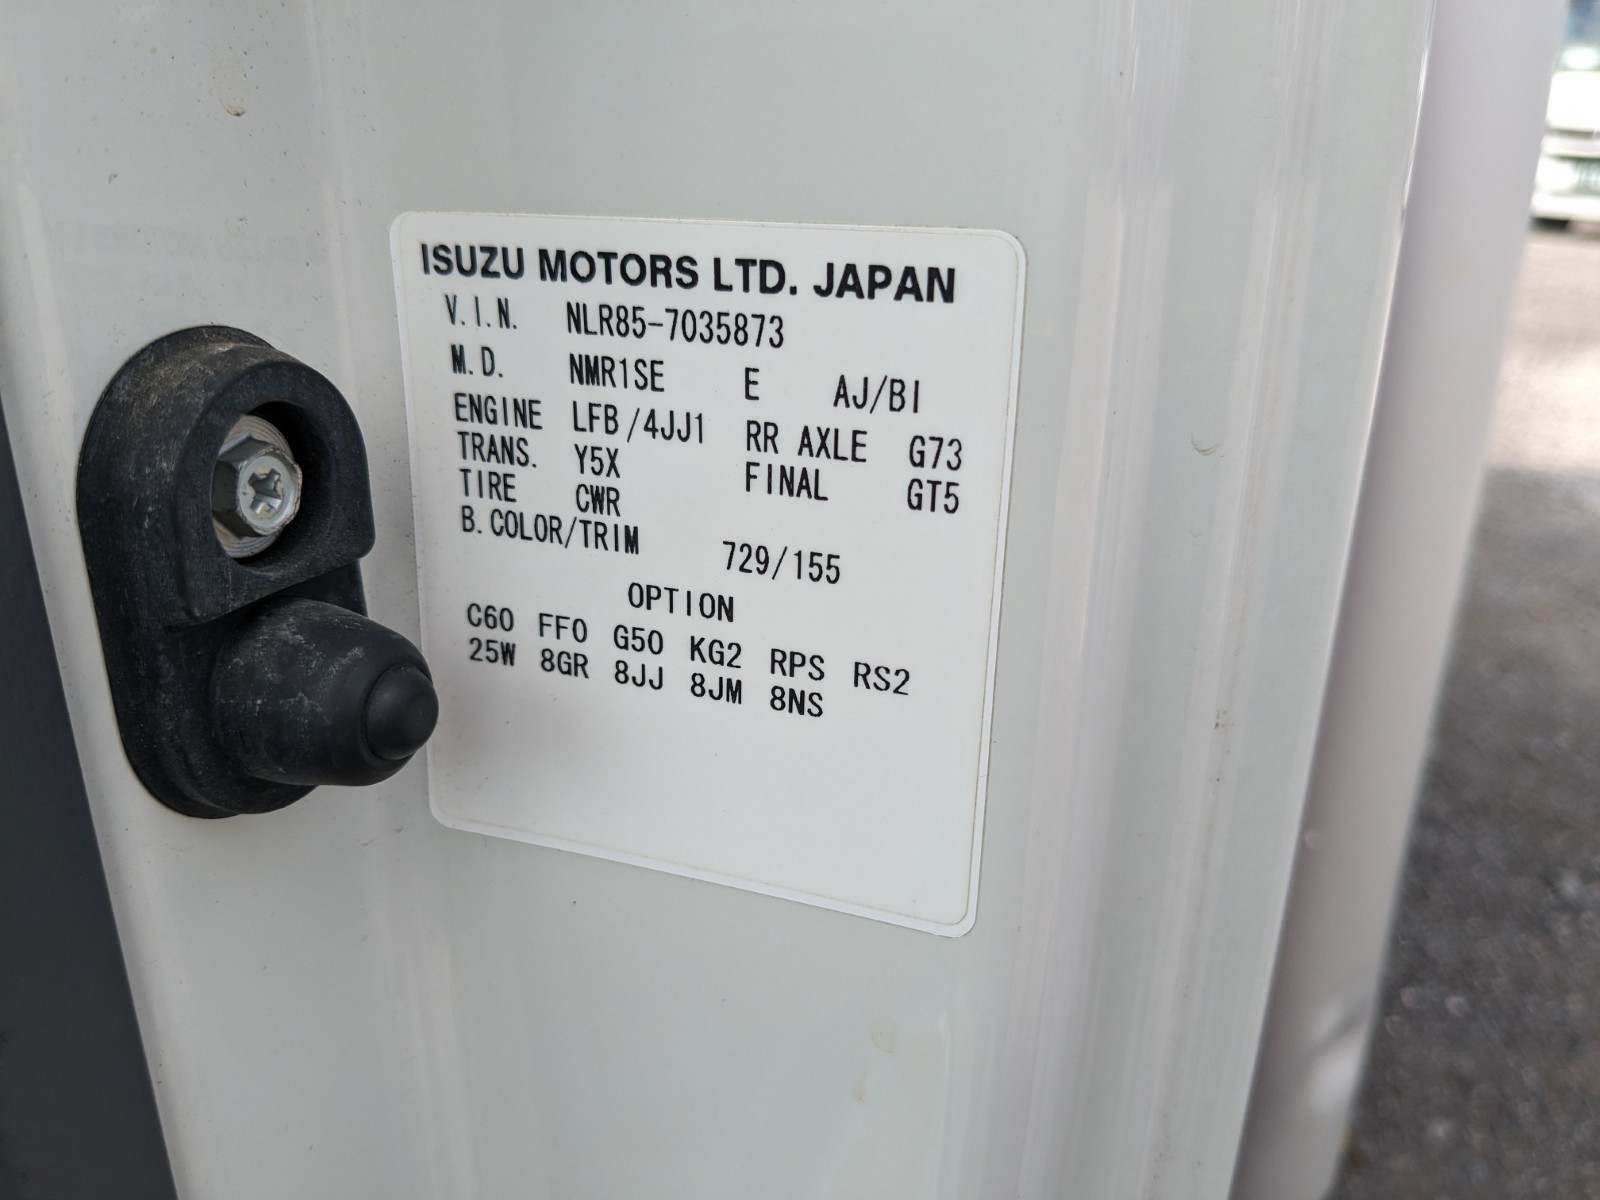 ISUZU MOTORS LTD. JAPAN
V.I.N. NLR85-7035873
M.D. NMR1SE E AJ/BI
ENGINE LFB/4JJ1 RR AXLE G73
TRANS. Y5X FINAL GT5
TIRE CWR
B.COLOR/TRIM 729/155
OPTION
C60 FF0 G50 KG2 RPS RS2
25W 8GR 8JJ 8JM 8NS